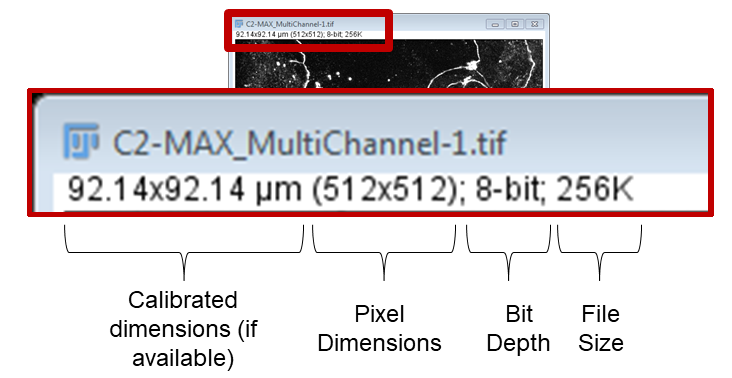 C2-MAX_MultiChannel-1.tif
92.14x92.14 µm (512x512); 8-bit; 256K
C2-MAX_MultiChannel-1.tif
92.14x92.14 µm (512x512); 8-bit; 256K
Calibrated
dimensions (if
available)
Pixel
Dimensions
Bit
Depth
File
Size